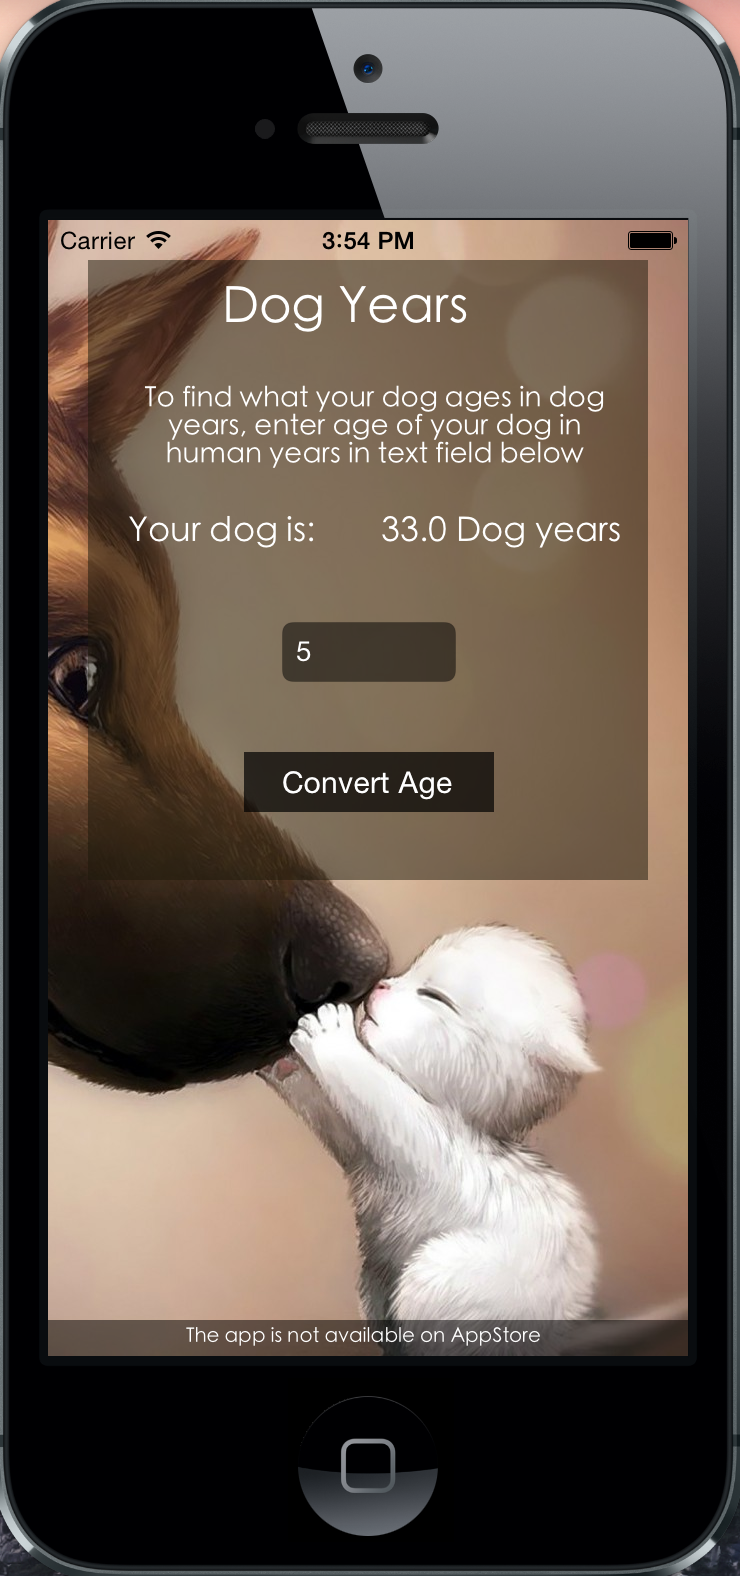 Carrier 3:54 PM
Dog Years
To find what your dog ages in dog
years, enter age of your dog in
human years in text field below
Your dog is: 33.0 Dog years
5
Convert Age
The app is not available on AppStore